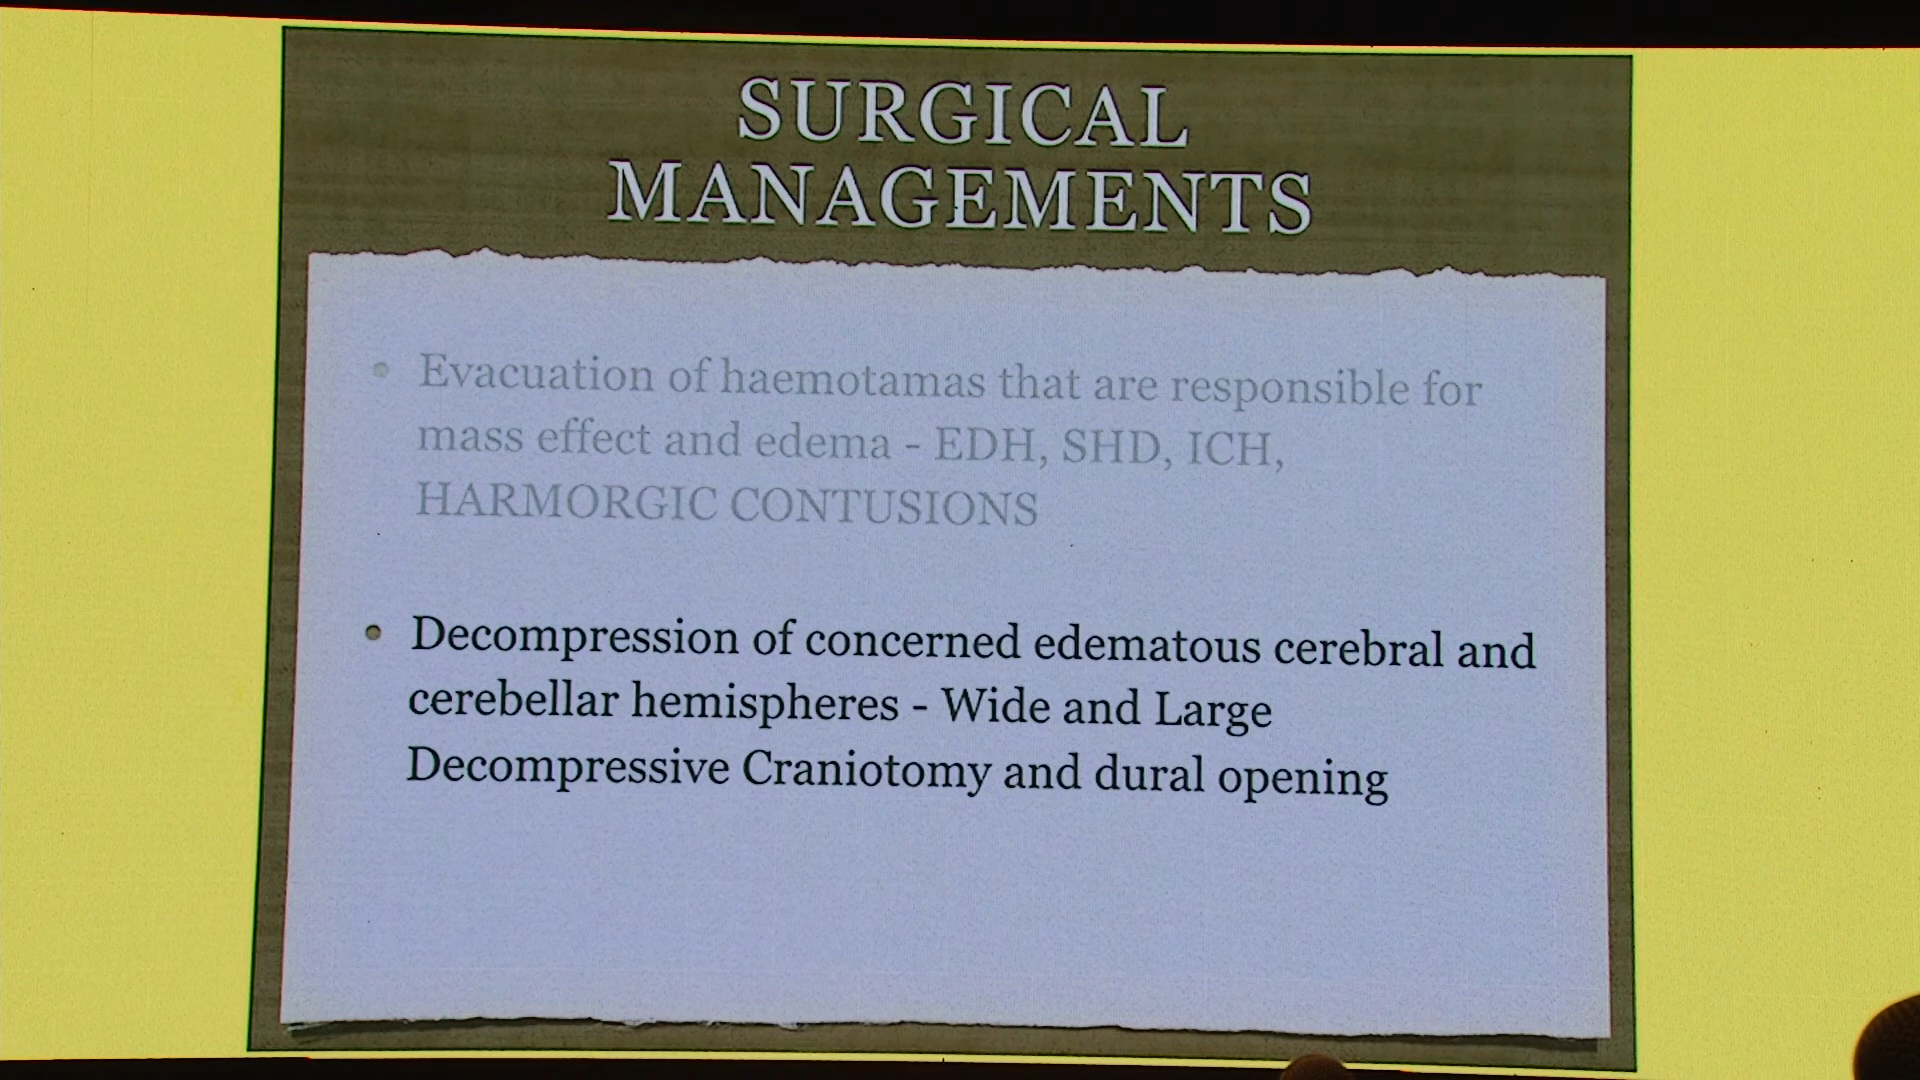 SURGICAL
MANAGEMENTS
• Evacuation of haemotamas that are responsible for
mass effect and edema - EDH, SHD, ICH,
HARMORGIC CONTUSIONS
• Decompression of concerned edematous cerebral and
cerebellar hemispheres - Wide and Large
Decompressive Craniotomy and dural opening